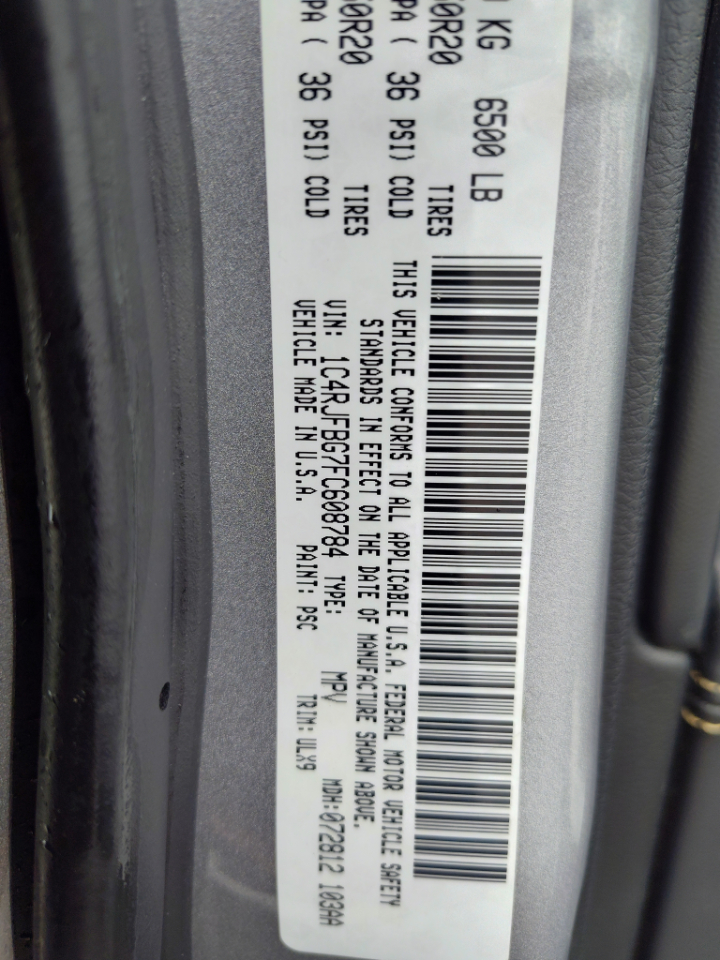 KG 6500 LB
50R20 TIRES
PA ( 36 PSI) COLD
50R20 TIRES
PA ( 36 PSI) COLD
THIS VEHICLE CONFORMS TO ALL APPLICABLE U.S.A. FEDERAL MOTOR VEHICLE SAFETY
STANDARDS IN EFFECT ON THE DATE OF MANUFACTURE SHOWN ABOVE.
VIN: 1C4RJFBG7FC608784 TYPE: MPV MDH:072812 103AA
VEHICLE MADE IN U.S.A. PAINT: PSC TRIM: ULX9